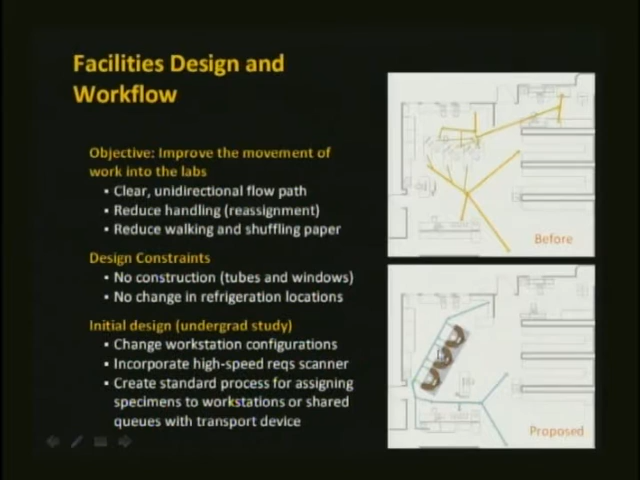 Facilities Design and
Workflow
Objective: Improve the movement of
work into the labs
▪ Clear, unidirectional flow path
▪ Reduce handling (reassignment)
▪ Reduce walking and shuffling paper
Design Constraints
▪ No construction (tubes and windows)
▪ No change in refrigeration locations
Initial design (undergrad study)
▪ Change workstation configurations
▪ Incorporate high-speed reqs scanner
▪ Create standard process for assigning
specimens to workstations or shared
queues with transport device
Before
Proposed